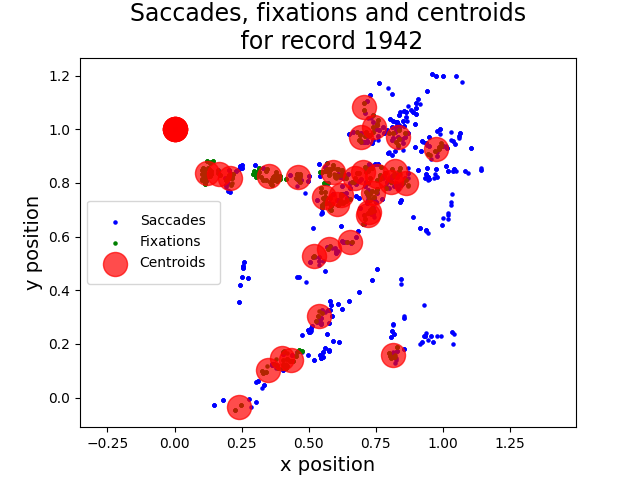 Saccades, fixations and centroids
for record 1942
1.2
1.0
0.8
0.6
0.4
0.2
0.0
y position
Saccades
Fixations
Centroids
−0.25
0.00
0.25
0.50
0.75
1.00
1.25
x position